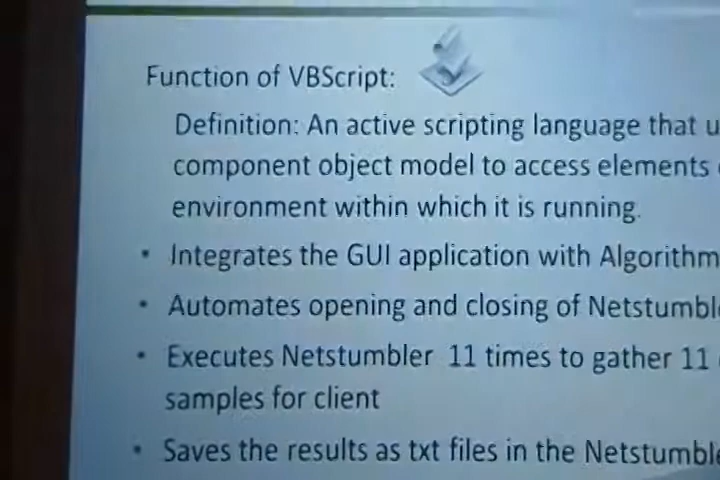 Function of VBScript:
Definition: An active scripting language that
component object model to access elements
environment within which it is running.
• Integrates the GUI application with Algorithm
• Automates opening and closing of
• Executes Netstumbler 11 times to gather 11
samples for client
• Saves the results as txt files in the